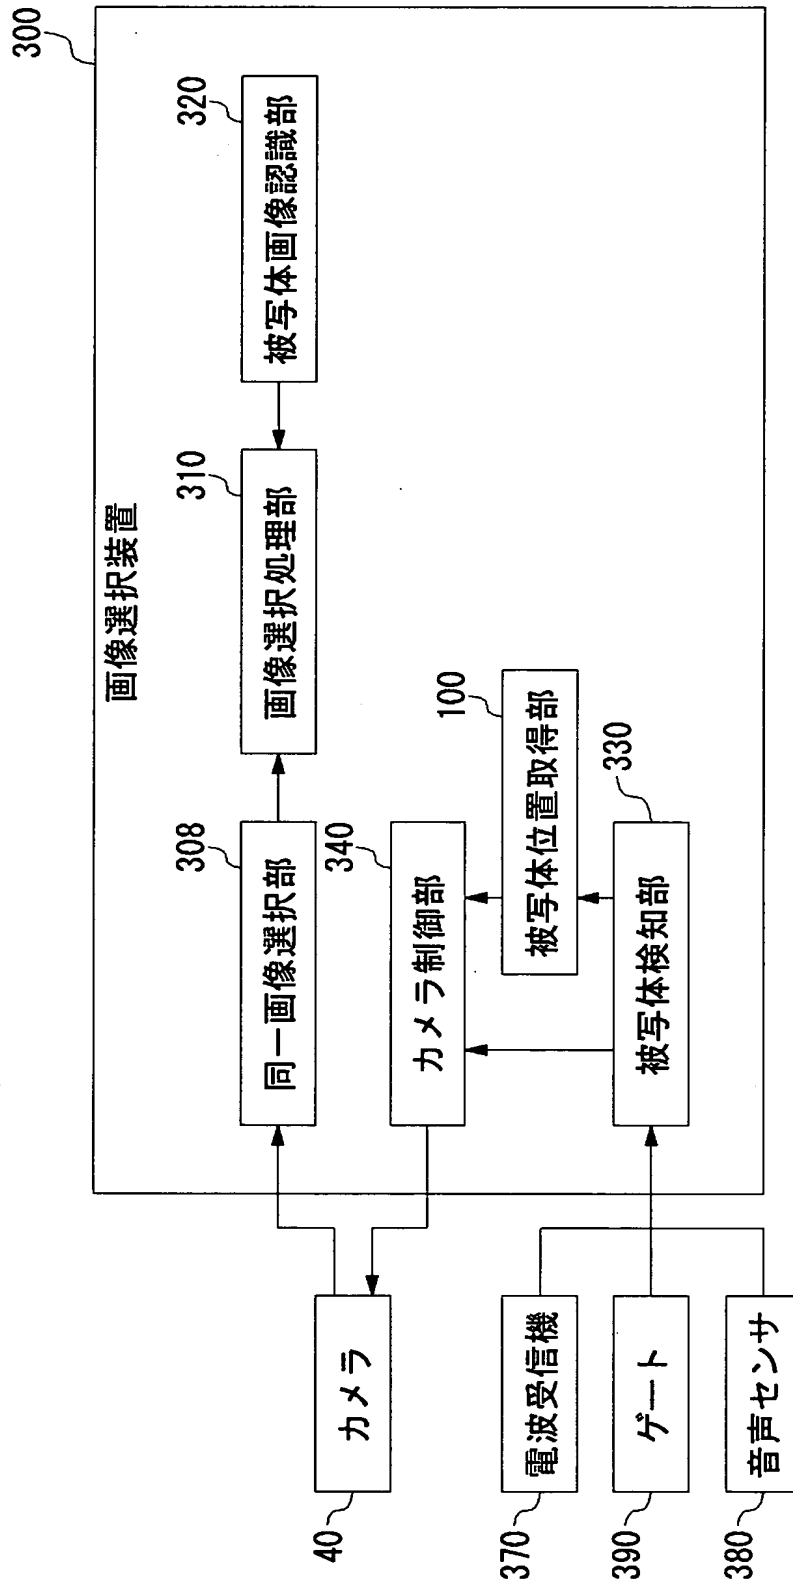 300
画像選択装置
320
被写体画像認識部
310
画像選択処理部
308
同一画像選択部
340
カメラ制御部
100
被写体位置取得部
330
被写体検知部
カメラ
40
電波受信機
370
ゲート
390
音声センサ
380